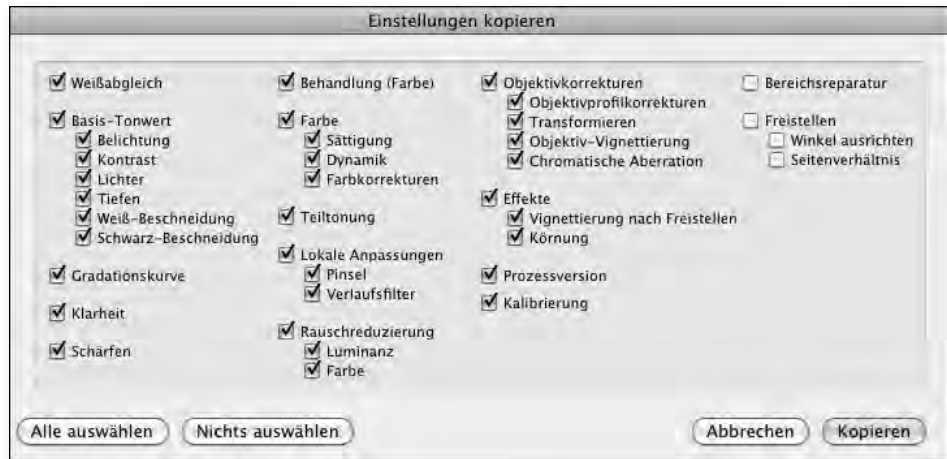 Einstellungen kopieren
Weißabgleich
Basis-Tonwert
Belichtung
Kontrast
Lichter
Tiefen
Weiß-Beschneidung
Schwarz-Beschneidung
Gradationskurve
Klarheit
Schärfen
Behandlung (Farbe)
Farbe
Sättigung
Dynamik
Farbkorrekturen
Teiltonung
Lokale Anpassungen
Pinsel
Verlaufsfilter
Rauschreduzierung
Luminanz
Farbe
Objektivkorrekturen
Objektivprofilkorrekturen
Transformieren
Objektiv-Vignettierung
Chromatische Aberration
Effekte
Vignettierung nach Freistellen
Körnung
Prozessversion
Kalibrierung
Bereichsreparatur
Freistellen
Winkel ausrichten
Seitenverhältnis
Alle auswählen
Nichts auswählen
Abbrechen
Kopieren